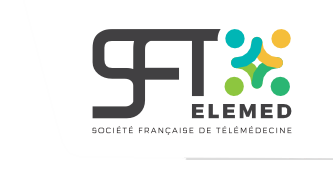 SFT
ELEMED
SOCIÉTÉ FRANÇAISE DE TÉLÉMÉDECINE